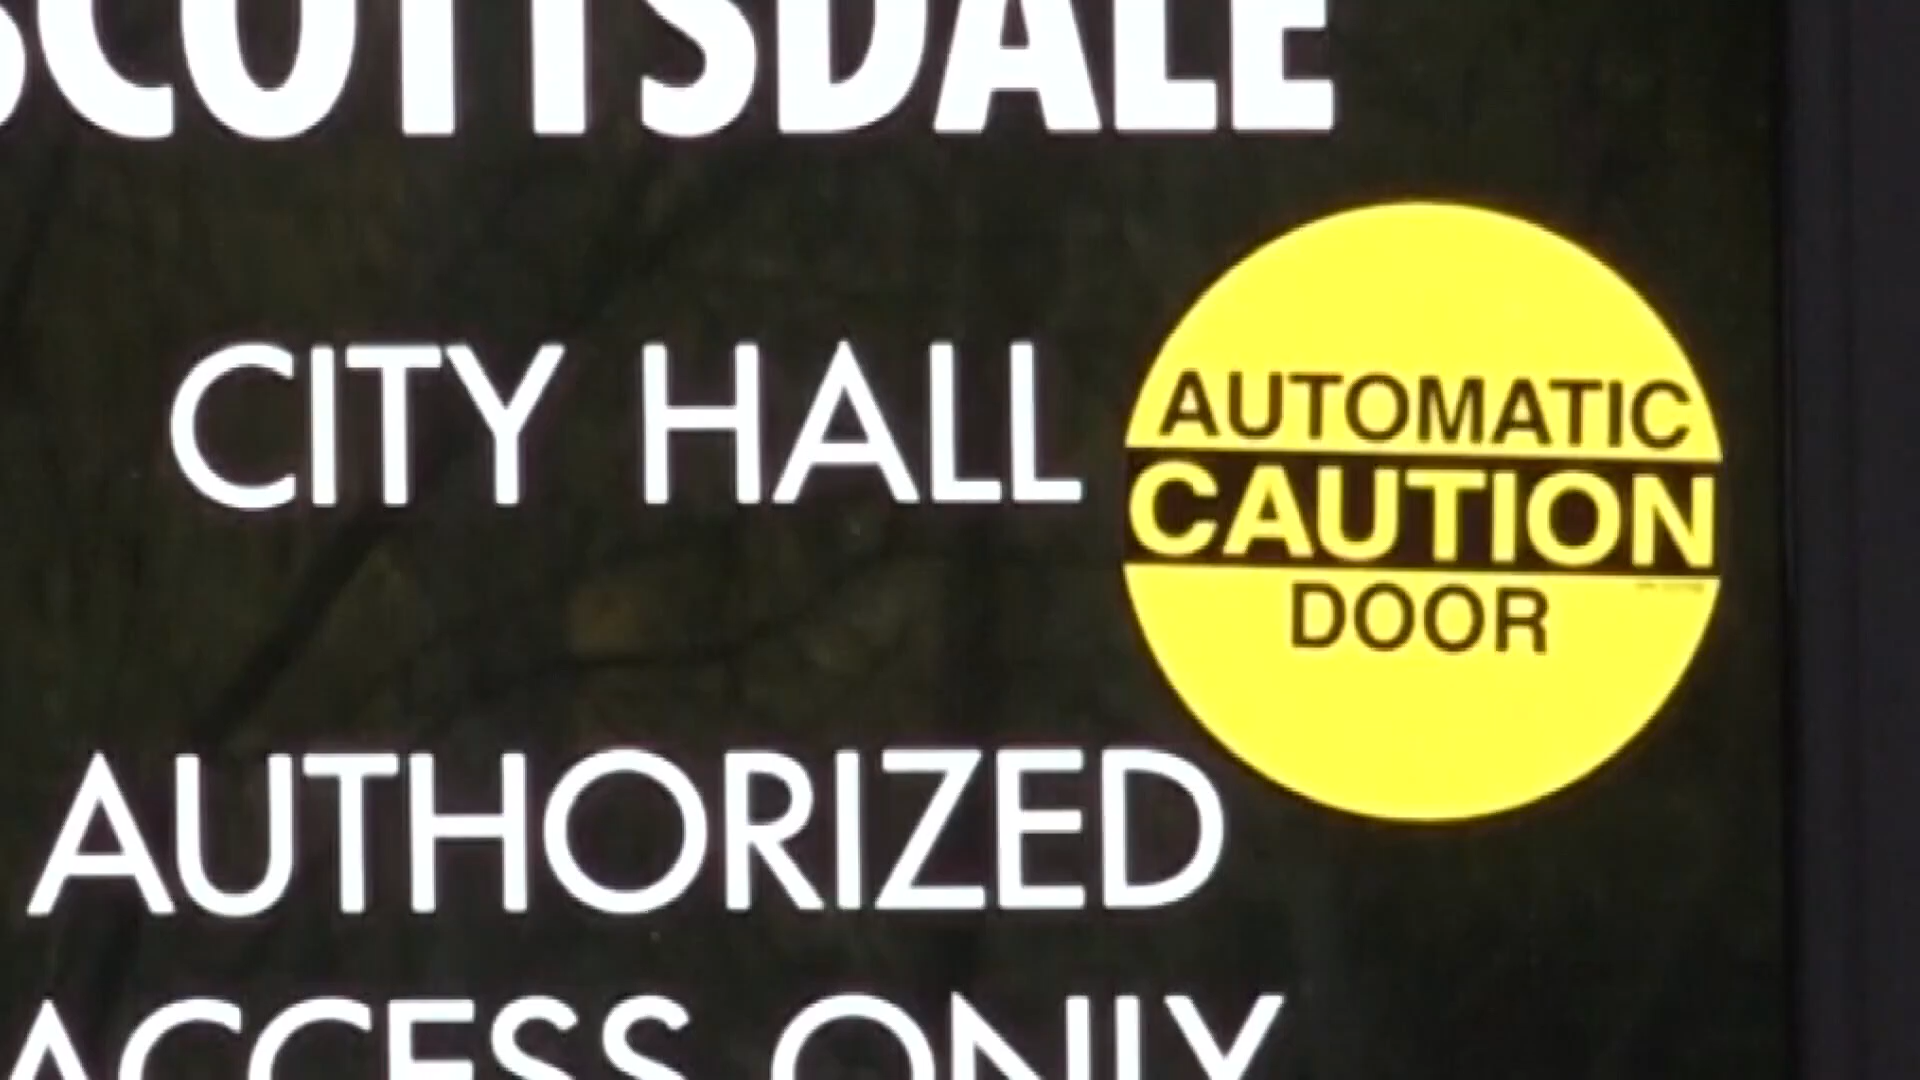 SCOTTSDALE
CITY HALL
AUTOMATIC
CAUTION
DOOR
AUTHORIZED
ACCESS ONLY